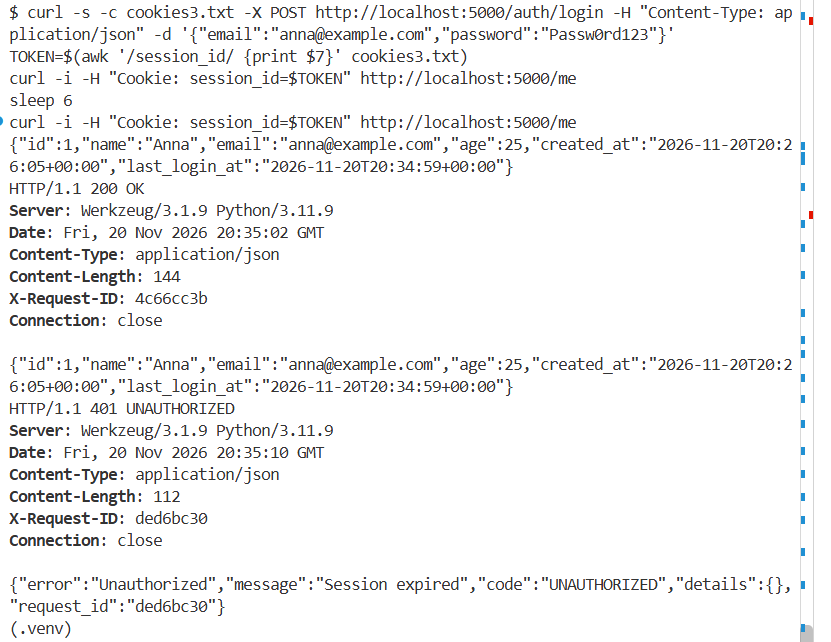 $ curl -s -c cookies3.txt -X POST http://localhost:5000/auth/login -H "Content-Type: ap
plication/json" -d '{"email":"anna@example.com","password":"Passw0rd123"}'
TOKEN=$(awk '/session_id/ {print $7}' cookies3.txt)
curl -i -H "Cookie: session_id=$TOKEN" http://localhost:5000/me
sleep 6
curl -i -H "Cookie: session_id=$TOKEN" http://localhost:5000/me
{"id":1,"name":"Anna","email":"anna@example.com","age":25,"created_at":"2026-11-20T20:2
6:05+00:00","last_login_at":"2026-11-20T20:34:59+00:00"}
HTTP/1.1 200 OK
Server: Werkzeug/3.1.9 Python/3.11.9
Date: Fri, 20 Nov 2026 20:35:02 GMT
Content-Type: application/json
Content-Length: 144
X-Request-ID: 4c66cc3b
Connection: close

{"id":1,"name":"Anna","email":"anna@example.com","age":25,"created_at":"2026-11-20T20:2
6:05+00:00","last_login_at":"2026-11-20T20:34:59+00:00"}
HTTP/1.1 401 UNAUTHORIZED
Server: Werkzeug/3.1.9 Python/3.11.9
Date: Fri, 20 Nov 2026 20:35:10 GMT
Content-Type: application/json
Content-Length: 112
X-Request-ID: ded6bc30
Connection: close

{"error":"Unauthorized","message":"Session expired","code":"UNAUTHORIZED","details":{},
"request_id":"ded6bc30"}
(.venv)